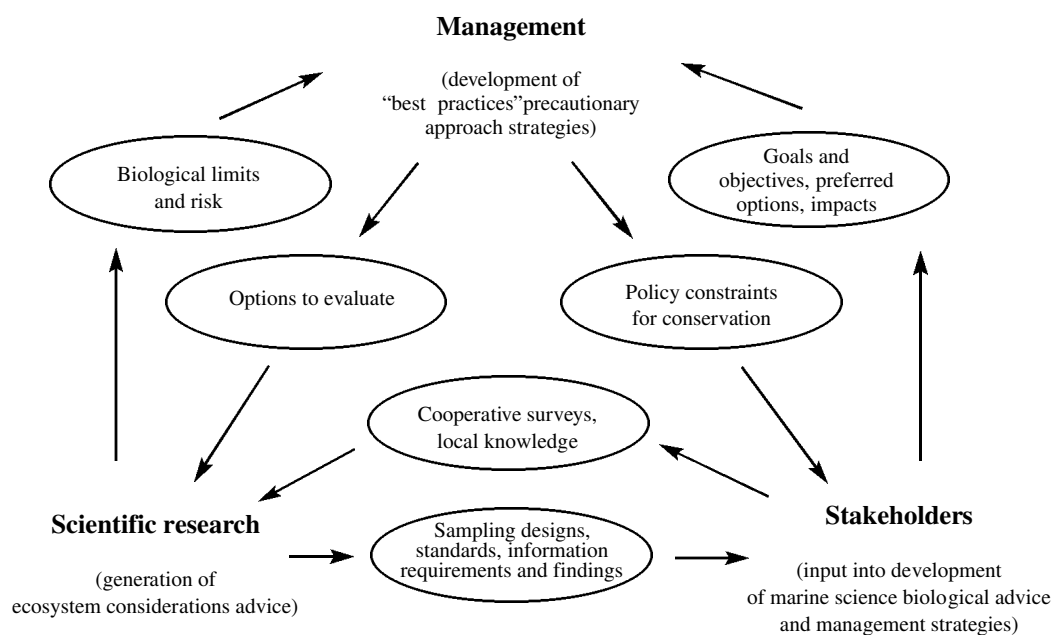 Management
(development of
“best practices”precautionary
approach strategies)
Biological limits
and risk
Goals and
objectives, preferred
options, impacts
Options to evaluate
Policy constraints
for conservation
Cooperative surveys,
local knowledge
Scientific research
(generation of
ecosystem considerations advice)
Sampling designs,
standards, information
requirements and findings
Stakeholders
(input into development
of marine science biological advice
and management strategies)